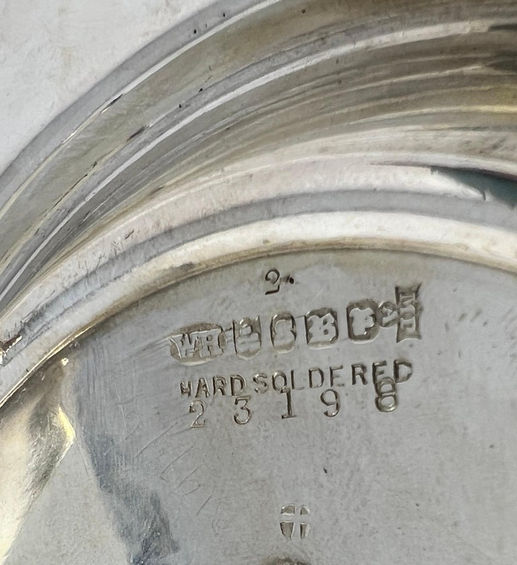 2.
W·H E S B P
HARD SOLDERED
23198